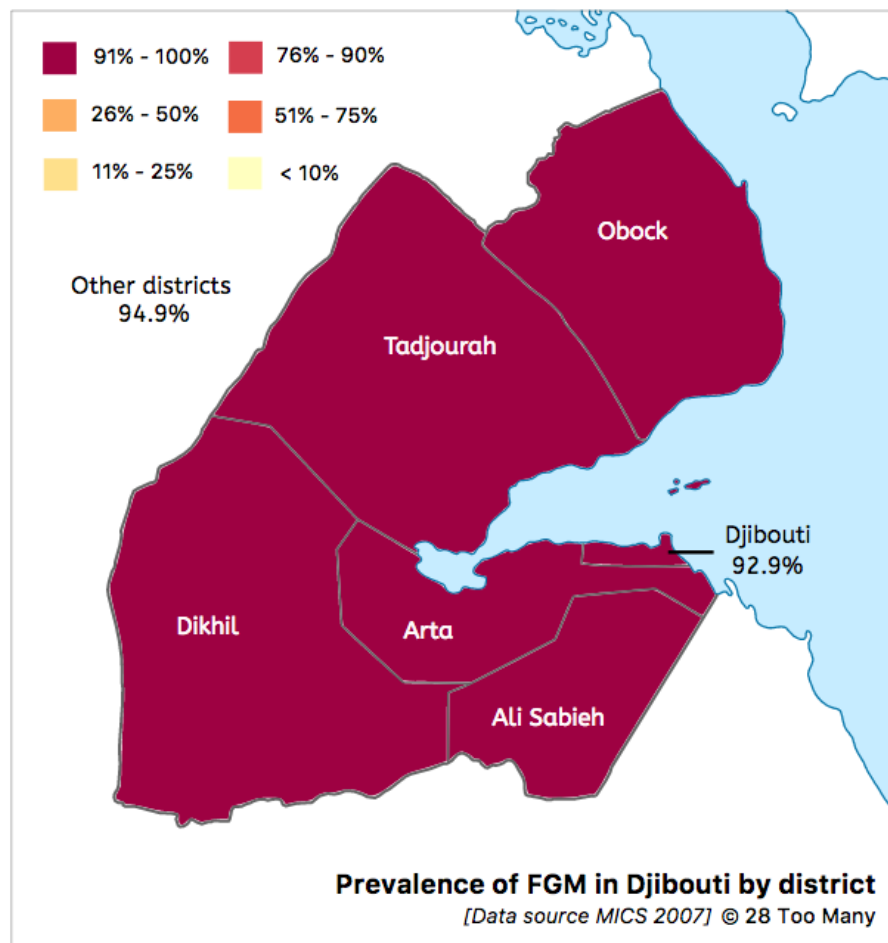 91% - 100% 76% - 90%
26% - 50% 51% - 75%
11% - 25% < 10%
Obock
Other districts
94.9%
Tadjourah
Djibouti
92.9%
Dikhil
Arta
Ali Sabieh
Prevalence of FGM in Djibouti by district
[Data source MICS 2007] © 28 Too Many